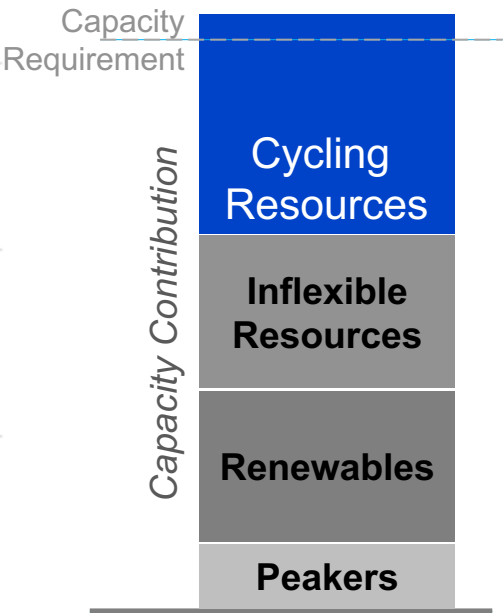 Capacity
Requirement
Capacity Contribution
Cycling
Resources
Inflexible
Resources
Renewables
Peakers